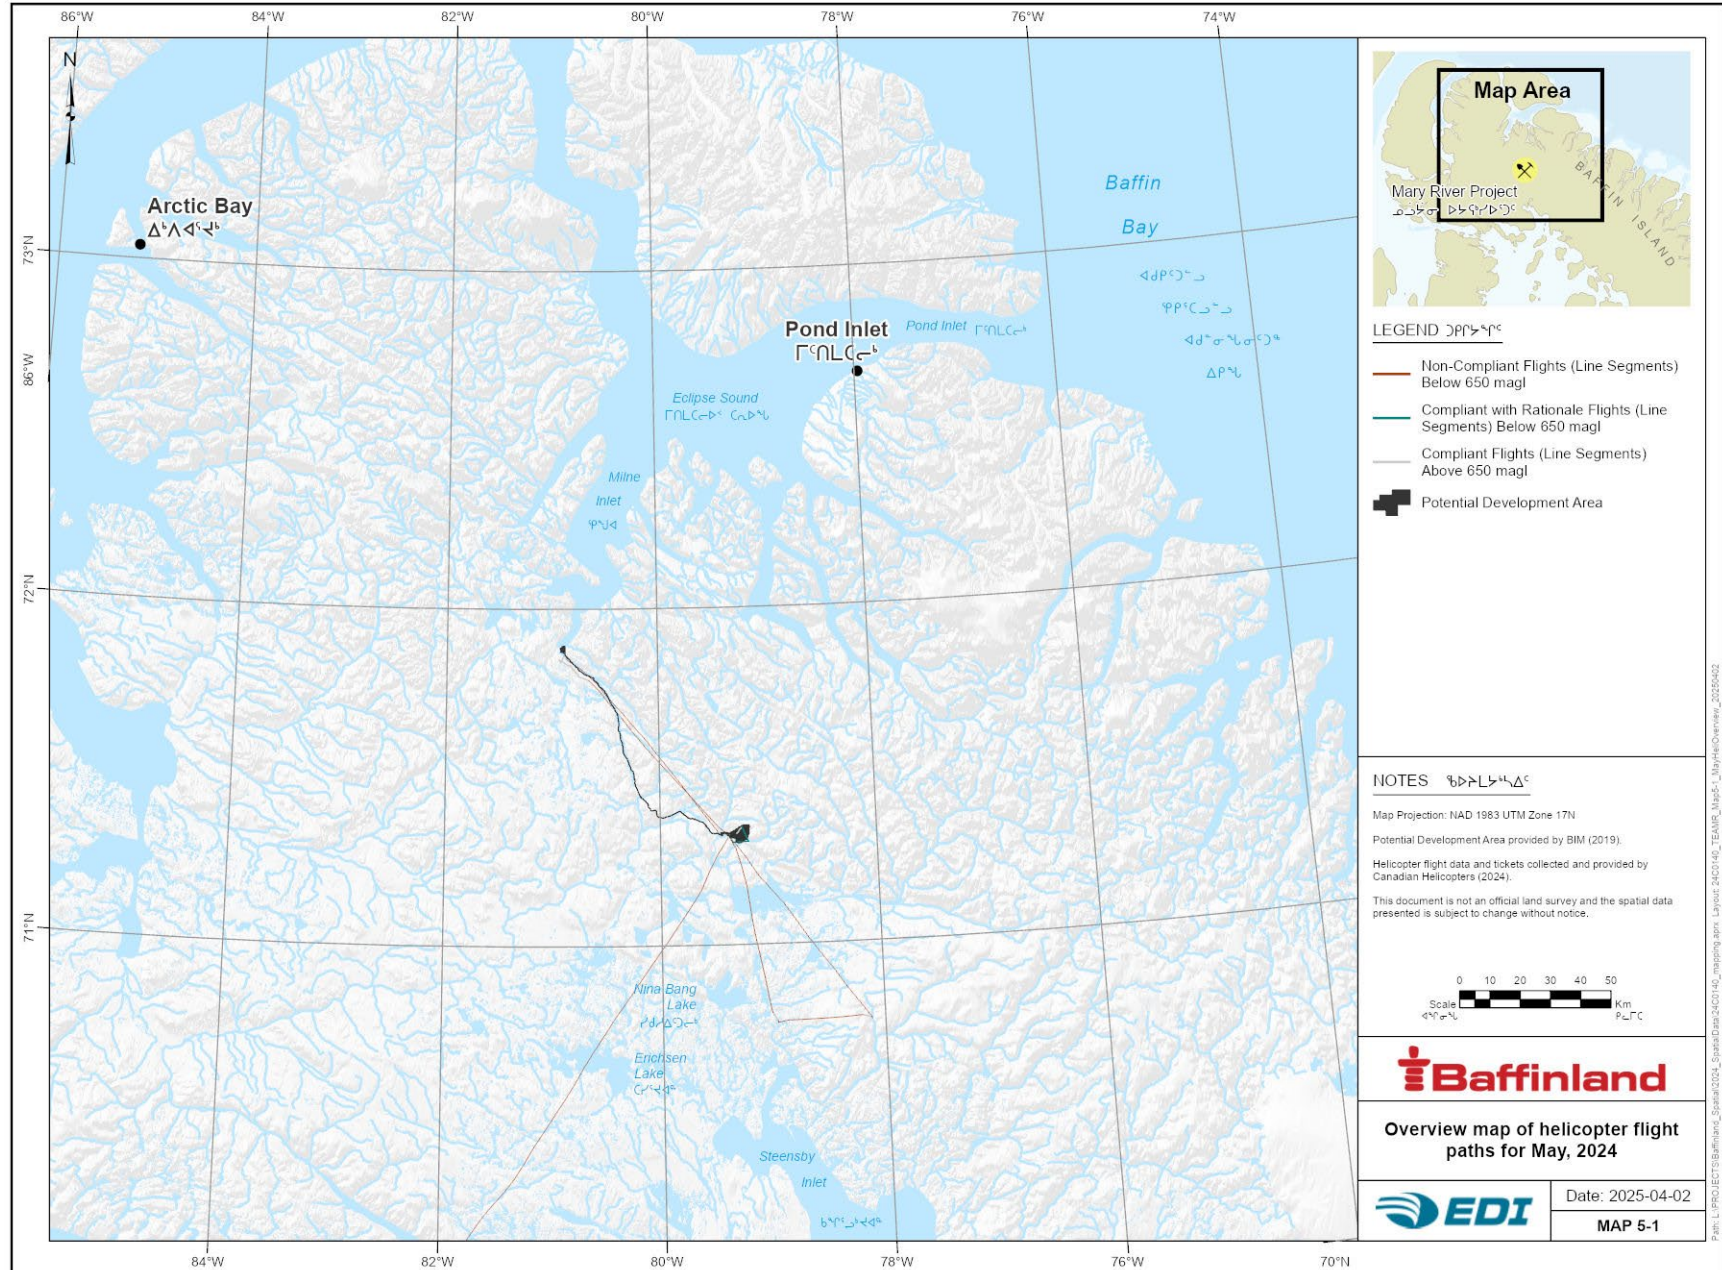 86°W
84°W
82°W
80°W
78°W
76°W
74°W
N
73°N
86°W
72°N
71°N
84°W
82°W
80°W
78°W
76°W
70°N
Arctic Bay
ᐃᒃᐱᐊᕐᔪᒃ
Baffin
Bay
Pond Inlet
ᒥᑦᑎᒪᑕᓕᒃ
Pond Inlet
ᒥᑦᑎᒪᑕᓕᒃ
Eclipse Sound
Milne
Inlet
Nina Bang
Lake
Erichsen
Lake
Steensby
Inlet
Map Area
Mary River Project
BAFFIN ISLAND
LEGEND
Non-Compliant Flights (Line Segments)
Below 650 magl
Compliant with Rationale Flights (Line
Segments) Below 650 magl
Compliant Flights (Line Segments)
Above 650 magl
Potential Development Area
NOTES
Map Projection: NAD 1983 UTM Zone 17N
Potential Development Area provided by BIM (2019).
Helicopter flight data and tickets collected and provided by
Canadian Helicopters (2024).
This document is not an official land survey and the spatial data
presented is subject to change without notice.
0 10 20 30 40 50
Scale Km
Baffinland
Overview map of helicopter flight
paths for May, 2024
EDI
Date: 2025-04-02
MAP 5-1